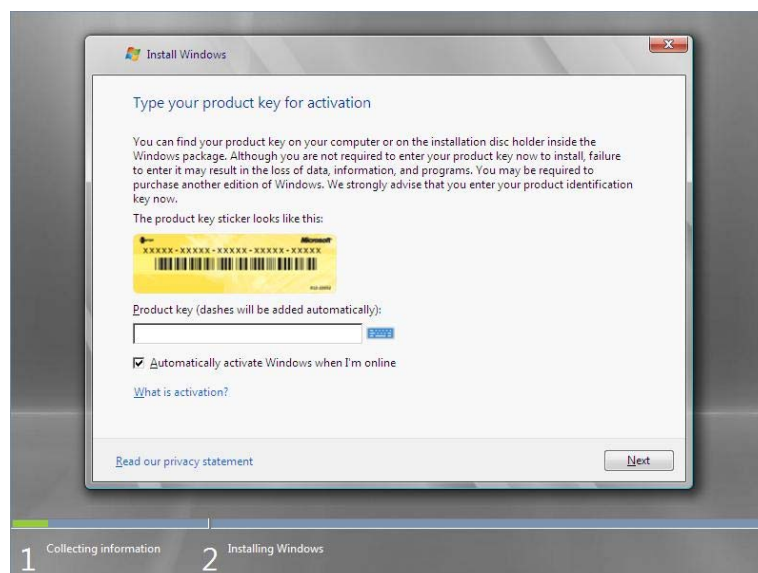 Install Windows
Type your product key for activation
You can find your product key on your computer or on the installation disc holder inside the
Windows package. Although you are not required to enter your product key now to install, failure
to enter it may result in the loss of data, information, and programs. You may be required to
purchase another edition of Windows. We strongly advise that you enter your product identification
key now.
The product key sticker looks like this:
Microsoft
XXXXX-XXXXX-XXXXX-XXXXX-XXXXX
Product key (dashes will be added automatically):
Automatically activate Windows when I'm online
What is activation?
Read our privacy statement
Next
1 Collecting information
2 Installing Windows